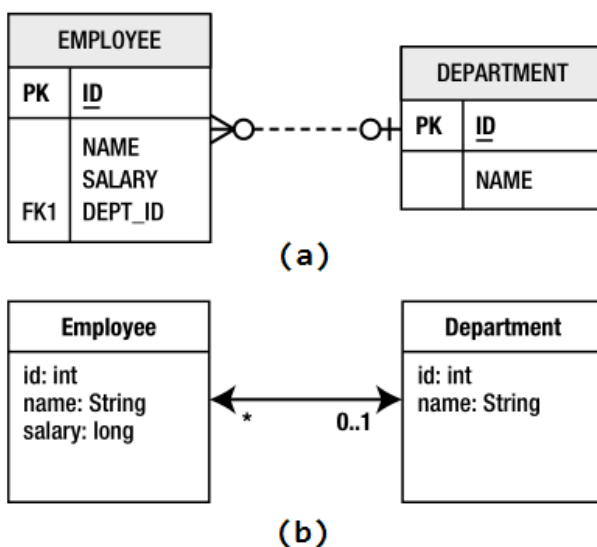 EMPLOYEE
PK ID
NAME
SALARY
FK1 DEPT_ID
DEPARTMENT
PK ID
NAME
(a)
Employee
id: int
name: String
salary: long
* 0..1
Department
id: int
name: String
(b)